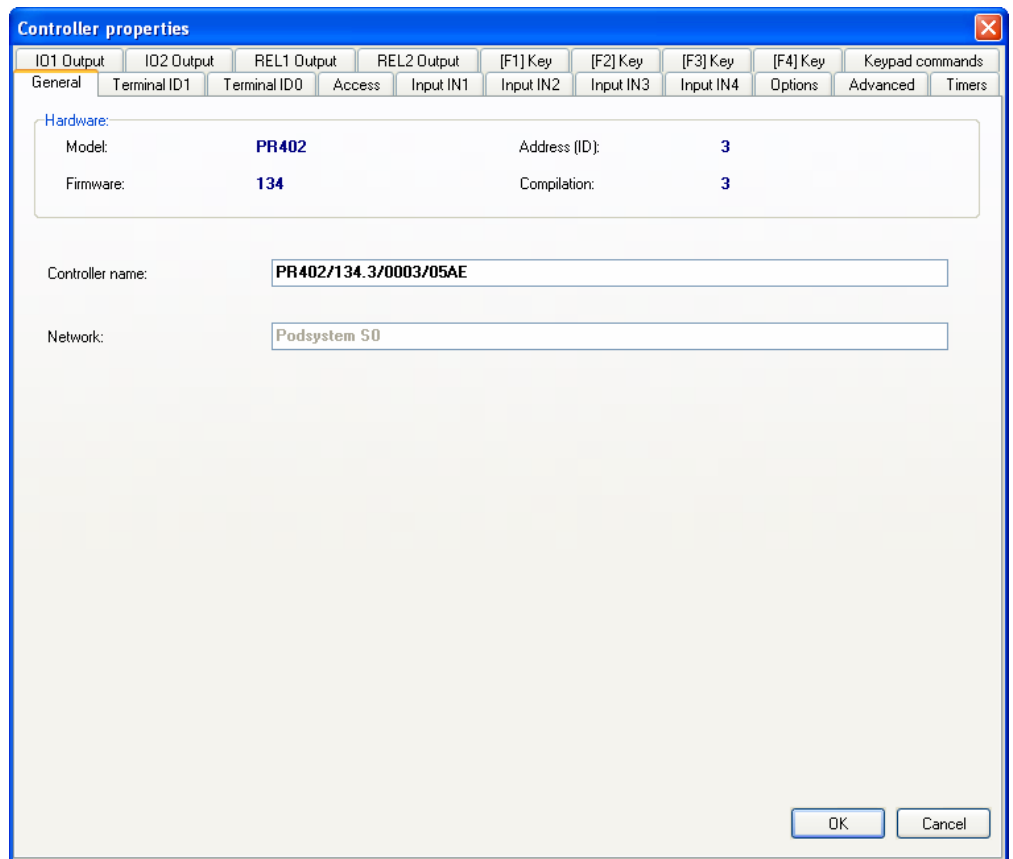 Controller properties
IO1 Output IO2 Output REL1 Output REL2 Output [F1] Key [F2] Key [F3] Key [F4] Key Keypad commands
General Terminal ID1 Terminal ID0 Access Input IN1 Input IN2 Input IN3 Input IN4 Options Advanced Timers
Hardware:
Model: PR402 Address (ID): 3
Firmware: 134 Compilation: 3
Controller name: PR402/134.3/0003/05AE
Network: Podsystem S0
OK Cancel